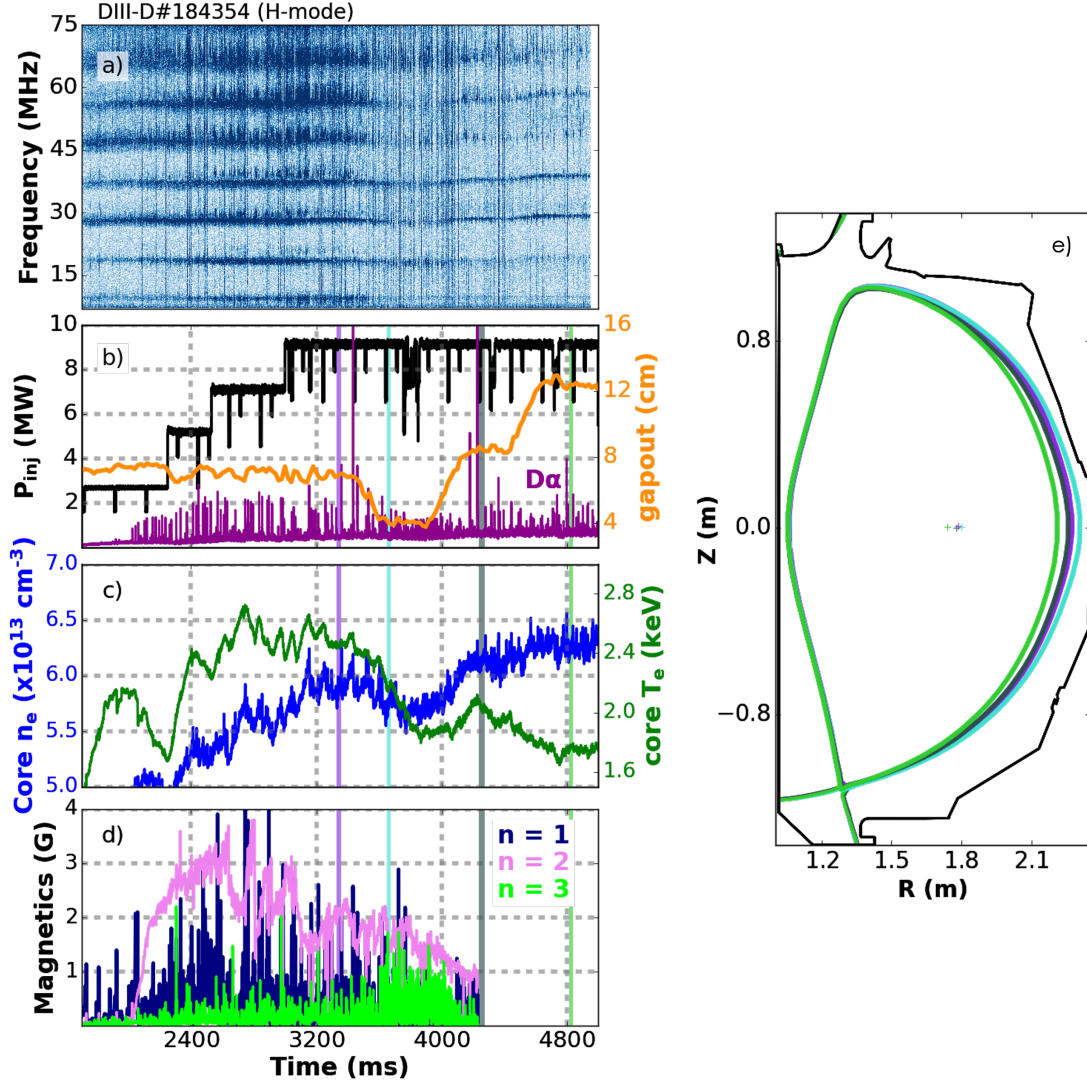 DIII-D#184354 (H-mode)
75
60
45
30
15
Frequency (MHz)
a)
10
8
6
4
2
P_inj (MW)
b)
16
12
8
4
gapout (cm)
Dα
7.0
6.5
6.0
5.5
5.0
Core n_e (x10^13 cm^-3)
c)
2.8
2.4
2.0
1.6
core T_e (keV)
4
3
2
1
Magnetics (G)
d)
n = 1
n = 2
n = 3
2400
3200
4000
4800
Time (ms)
e)
0.8
0.0
−0.8
Z (m)
1.2
1.5
1.8
2.1
R (m)